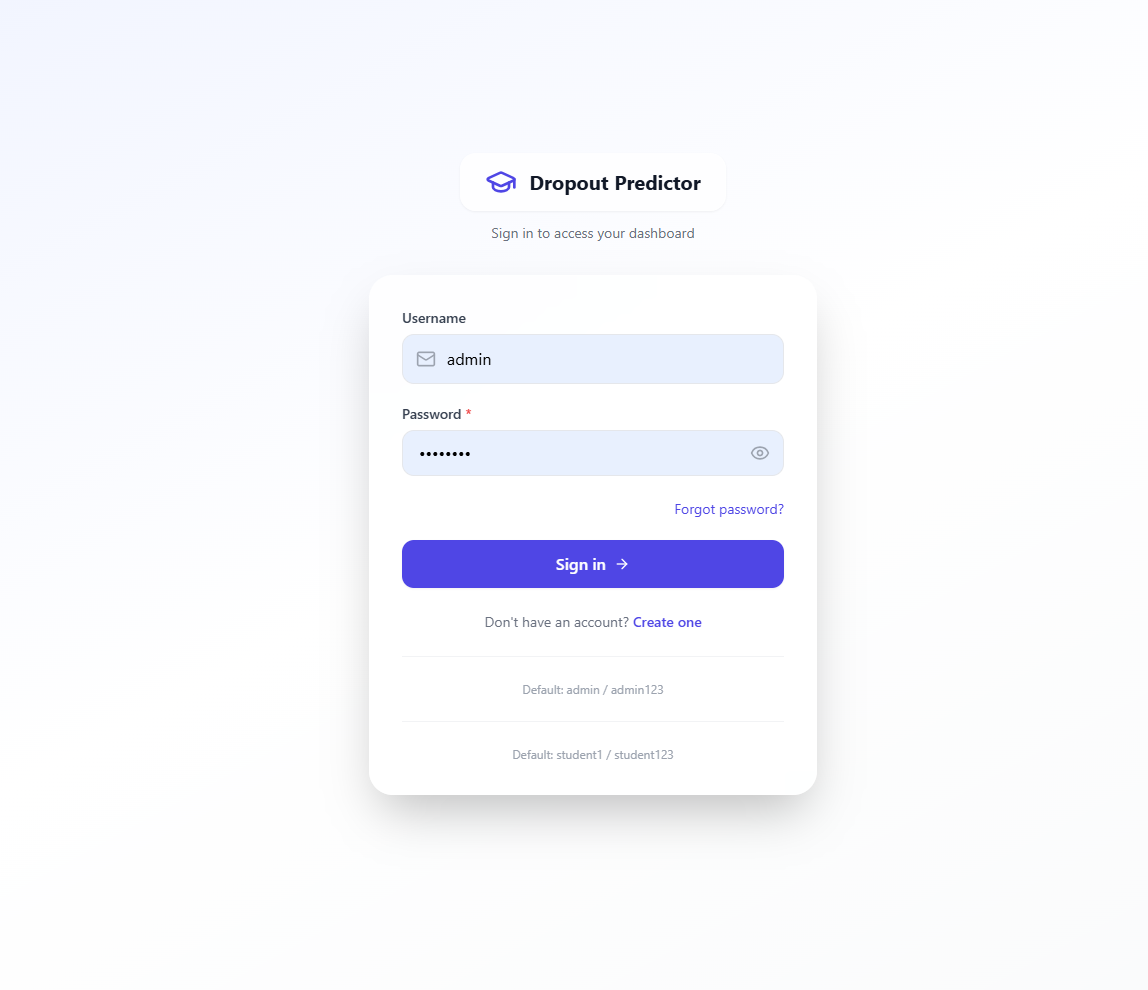 Dropout Predictor
Sign in to access your dashboard
Username
admin
Password *
••••••••
Forgot password?
Sign in →
Don't have an account? Create one
Default: admin / admin123
Default: student1 / student123